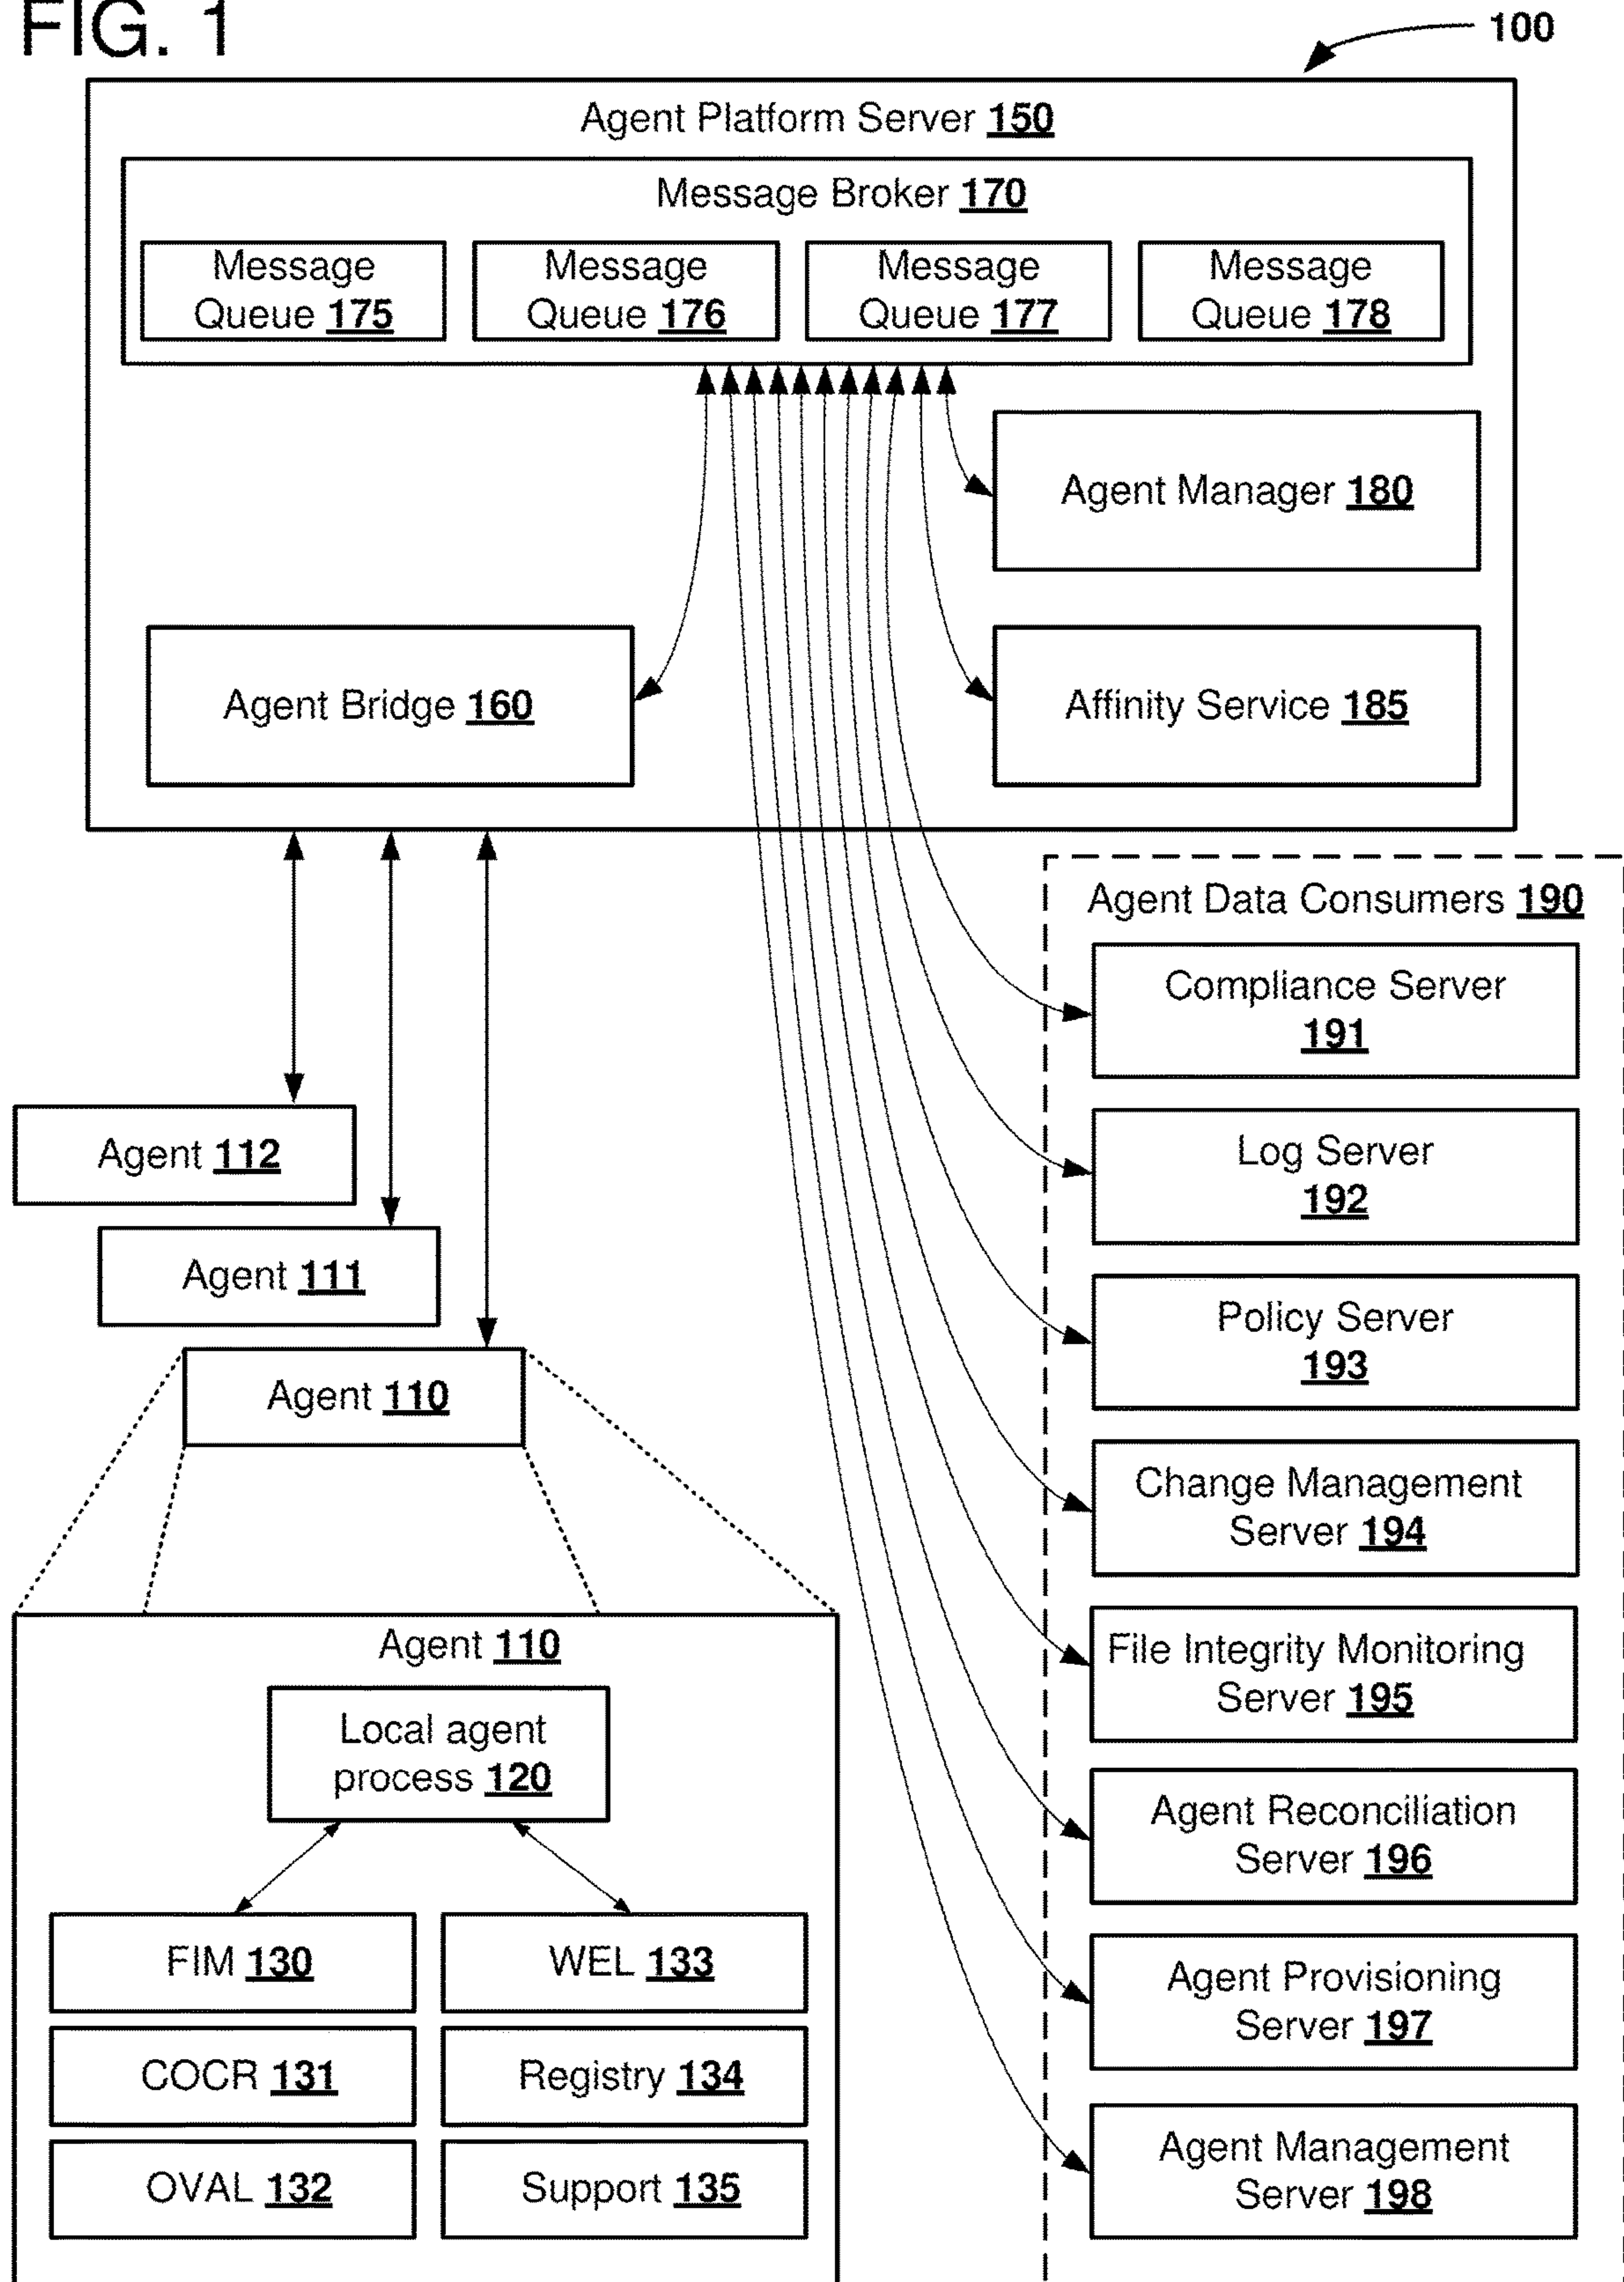 FIG. 1
100
Agent Platform Server 150
Message Broker 170
Message
Queue 175
Message
Queue 176
Message
Queue 177
Message
Queue 178
Agent Manager 180
Agent Bridge 160
Affinity Service 185
Agent Data Consumers 190
Compliance Server
191
Log Server
192
Policy Server
193
Change Management
Server 194
File Integrity Monitoring
Server 195
Agent Reconciliation
Server 196
Agent Provisioning
Server 197
Agent Management
Server 198
Agent 112
Agent 111
Agent 110
Agent 110
Local agent
process 120
FIM 130
WEL 133
COCR 131
Registry 134
OVAL 132
Support 135